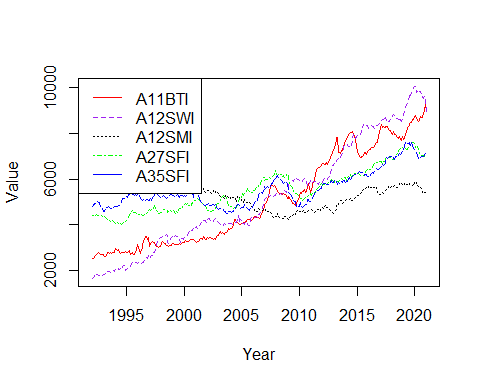 A11BTI
A12SWI
A12SMI
A27SFI
A35SFI
Value
2000
6000
10000
1995
2000
2005
2010
2015
2020
Year